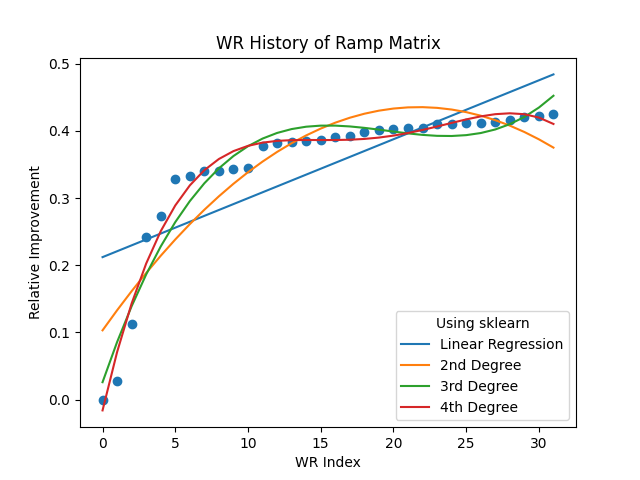 WR History of Ramp Matrix
Relative Improvement
0.5
0.4
0.3
0.2
0.1
0.0
0 5 10 15 20 25 30
WR Index
Using sklearn
Linear Regression
2nd Degree
3rd Degree
4th Degree